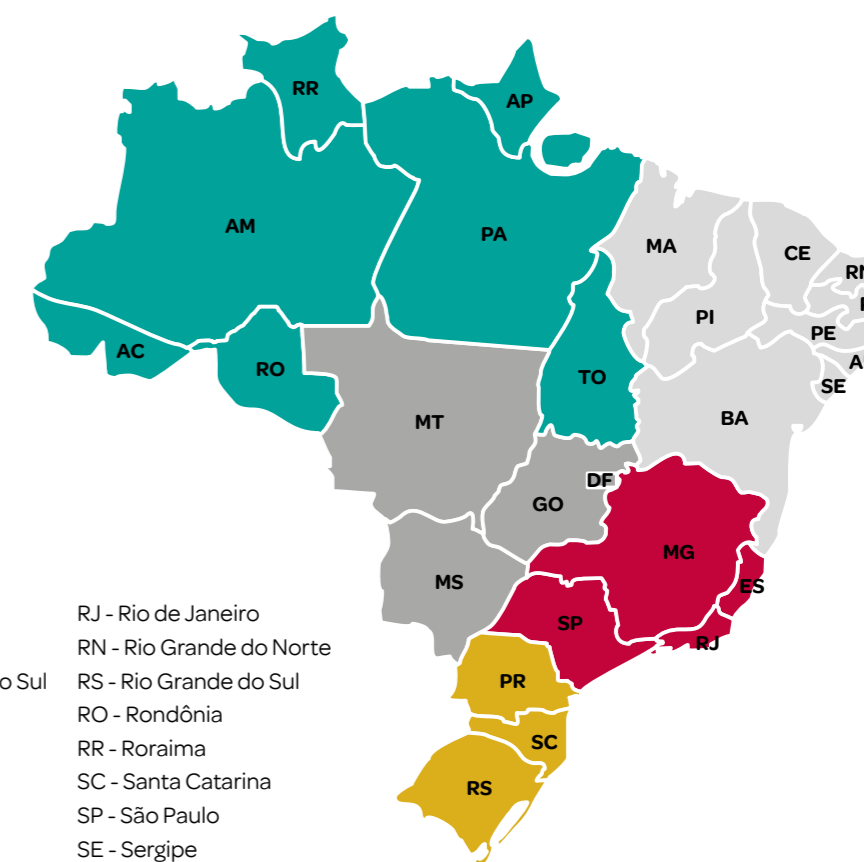 RR
AP
AM
PA
MA
CE
RN
PI
PE
AC
RO
TO
SE
MT
BA
DF
GO
MG
MS
ES
SP
RJ
PR
SC
RS
RJ - Rio de Janeiro
RN - Rio Grande do Norte
o Sul RS - Rio Grande do Sul
RO - Rondônia
RR - Roraima
SC - Santa Catarina
SP - São Paulo
SE - Sergipe